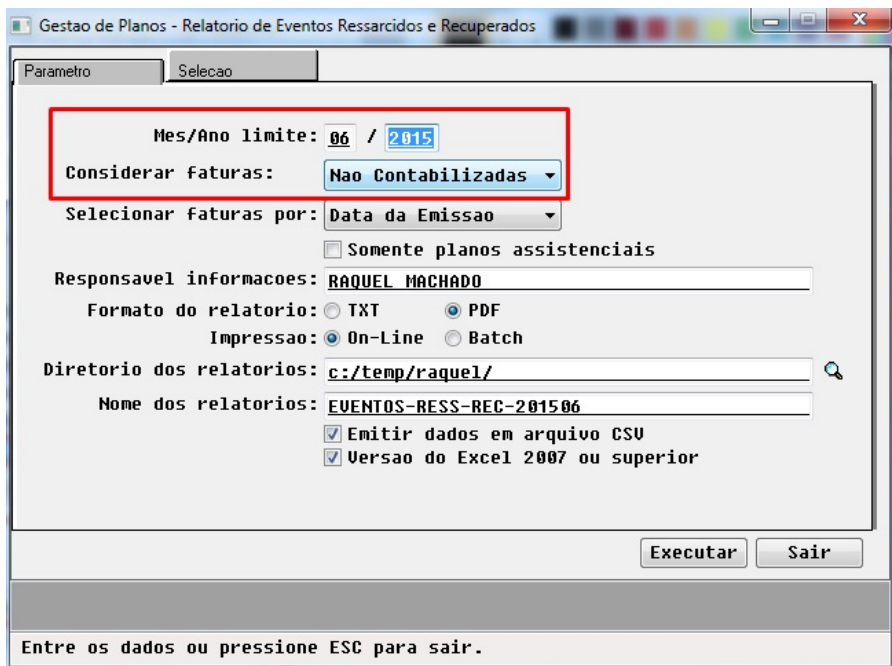 Gestao de Planos - Relatorio de Eventos Ressarcidos e Recuperados
Parametro Selecao
Mes/Ano limite: 06 / 2015
Considerar faturas: Nao Contabilizadas
Selecionar faturas por: Data da Emissao
Somente planos assistenciais
Responsavel informacoes: RAQUEL MACHADO
Formato do relatorio: TXT PDF
Impressao: On-Line Batch
Diretorio dos relatorios: c:/temp/raquel/
Nome dos relatorios: EVENTOS-RESS-REC-201506
Emitir dados em arquivo CSV
Versao do Excel 2007 ou superior
Executar Sair
Entre os dados ou pressione ESC para sair.